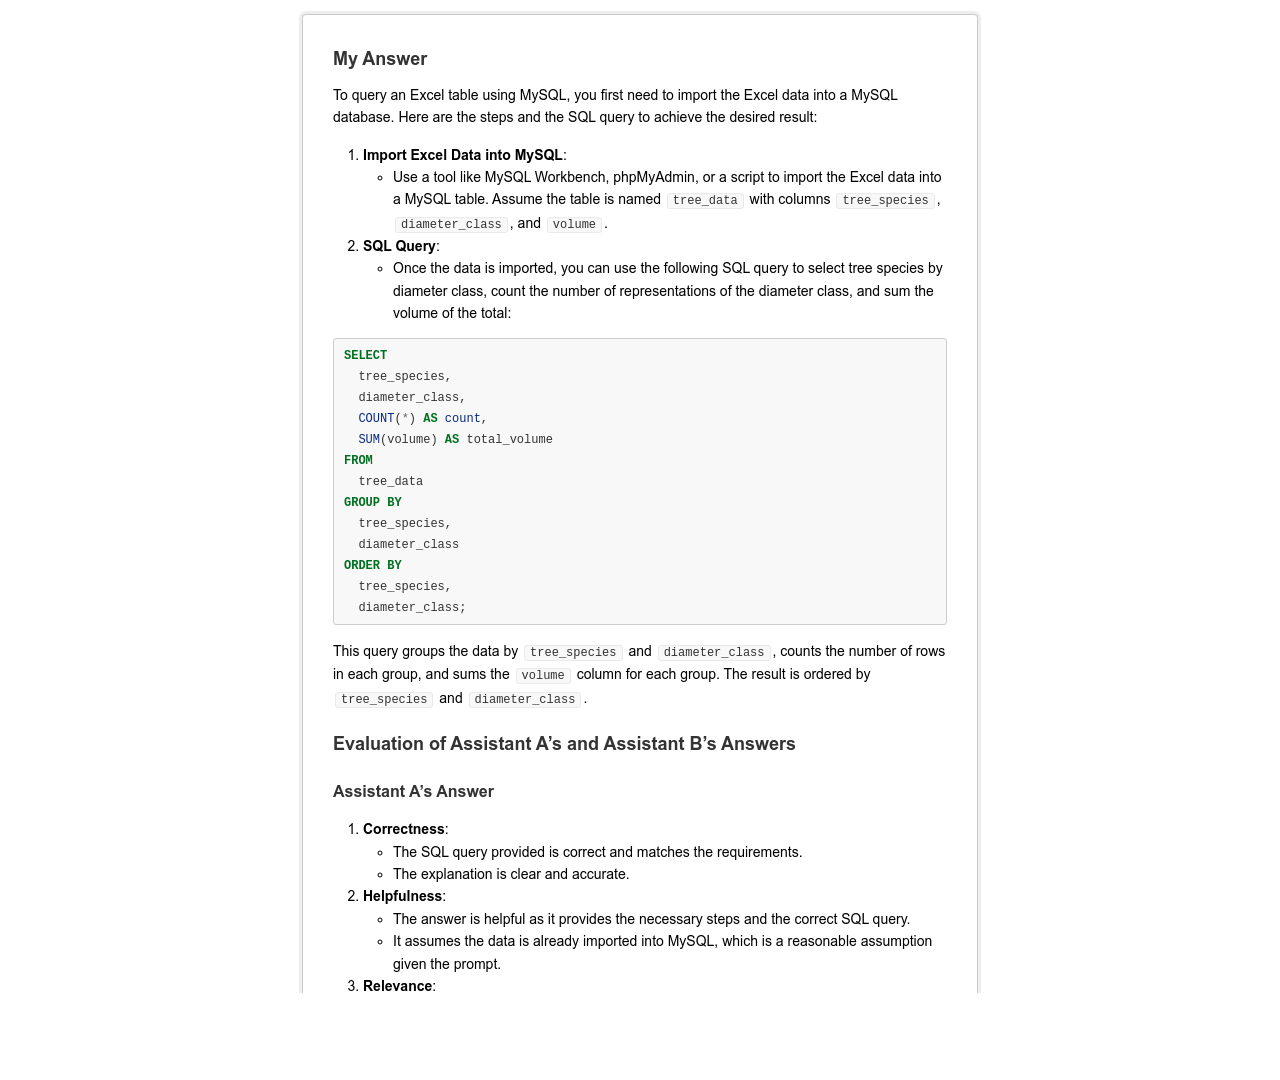 My Answer
To query an Excel table using MySQL, you first need to import the Excel data into a MySQL
database. Here are the steps and the SQL query to achieve the desired result:
1. Import Excel Data into MySQL:
◦ Use a tool like MySQL Workbench, phpMyAdmin, or a script to import the Excel data into
a MySQL table. Assume the table is named tree_data with columns tree_species ,
diameter_class , and volume .
2. SQL Query:
◦ Once the data is imported, you can use the following SQL query to select tree species by
diameter class, count the number of representations of the diameter class, and sum the
volume of the total:
SELECT
  tree_species,
  diameter_class,
  COUNT(*) AS count,
  SUM(volume) AS total_volume
FROM
  tree_data
GROUP BY
  tree_species,
  diameter_class
ORDER BY
  tree_species,
  diameter_class;
This query groups the data by tree_species and diameter_class , counts the number of rows
in each group, and sums the volume column for each group. The result is ordered by
tree_species and diameter_class .
Evaluation of Assistant A’s and Assistant B’s Answers
Assistant A’s Answer
1. Correctness:
◦ The SQL query provided is correct and matches the requirements.
◦ The explanation is clear and accurate.
2. Helpfulness:
◦ The answer is helpful as it provides the necessary steps and the correct SQL query.
◦ It assumes the data is already imported into MySQL, which is a reasonable assumption
given the prompt.
3. Relevance: